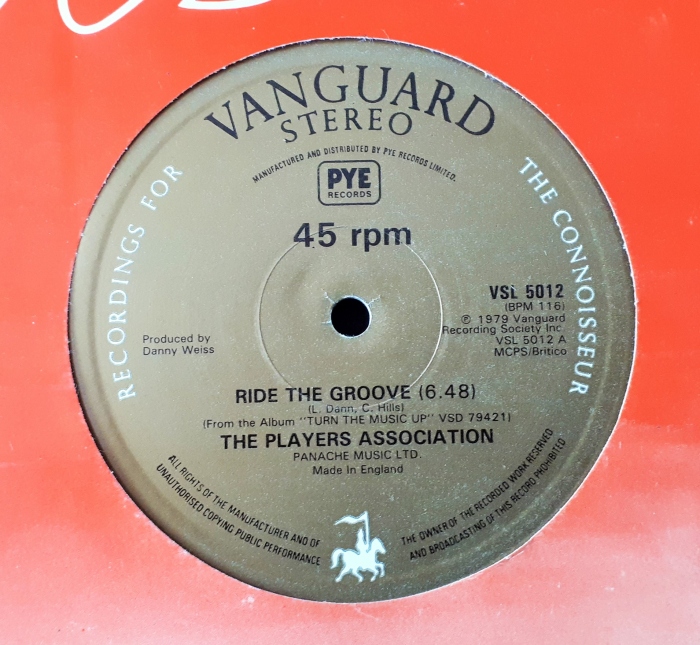 VANGUARD
STEREO
MANUFACTURED AND DISTRIBUTED BY PYE RECORDS LIMITED.
PYE
RECORDS
RECORDINGS FOR
THE CONNOISSEUR
45 rpm
VSL 5012
(BPM 116)
℗ 1979 Vanguard
Recording Society Inc.
VSL 5012 A
MCPS/Britico
Produced by
Danny Weiss
RIDE THE GROOVE (6.48)
(L. Dann, C. Hills)
(From the Album "TURN THE MUSIC UP" VSD 79421)
THE PLAYERS ASSOCIATION
PANACHE MUSIC LTD.
Made In England
ALL RIGHTS OF THE MANUFACTURER AND OF
THE OWNER OF THE RECORDED WORK RESERVED
UNAUTHORISED COPYING PUBLIC PERFORMANCE
AND BROADCASTING OF THIS RECORD PROHIBITED